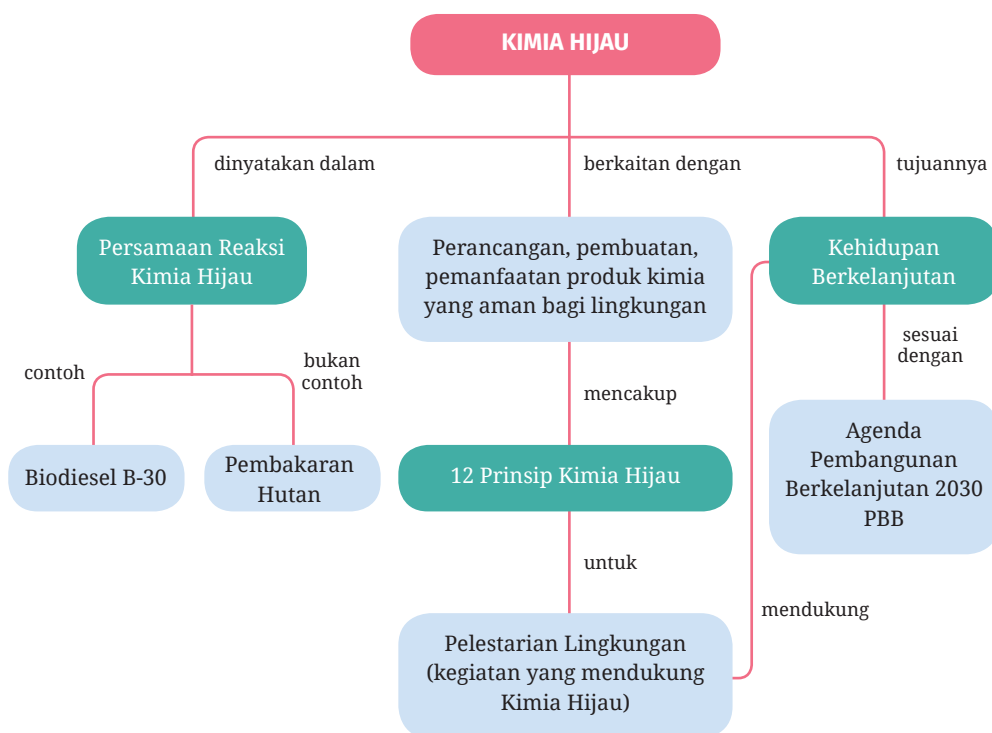 KIMIA HIJAU
dinyatakan dalam
berkaitan dengan
tujuannya
Persamaan Reaksi
Kimia Hijau
Perancangan, pembuatan,
pemanfaatan produk kimia
yang aman bagi lingkungan
Kehidupan
Berkelanjutan
contoh
bukan
contoh
mencakup
sesuai
dengan
Biodiesel B-30
Pembakaran
Hutan
12 Prinsip Kimia Hijau
Agenda
Pembangunan
Berkelanjutan 2030
PBB
untuk
mendukung
Pelestarian Lingkungan
(kegiatan yang mendukung
Kimia Hijau)